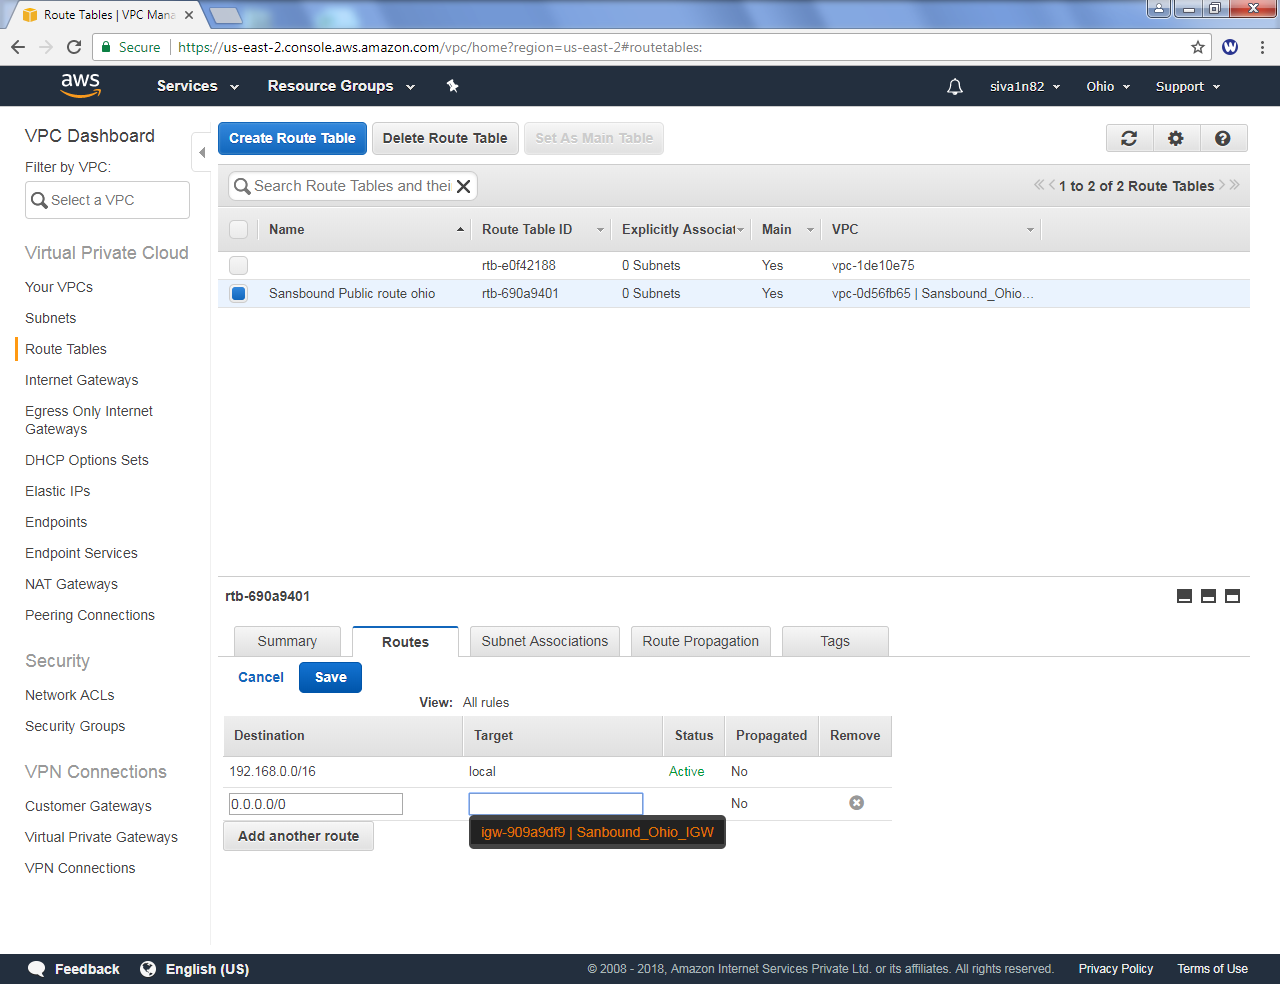 Route Tables | VPC Mana
Secure https://us-east-2.console.aws.amazon.com/vpc/home?region=us-east-2#routetables:
aws Services Resource Groups siva1n82 Ohio Support
VPC Dashboard
Filter by VPC:
Select a VPC
Virtual Private Cloud
Your VPCs
Subnets
Route Tables
Internet Gateways
Egress Only Internet
Gateways
DHCP Options Sets
Elastic IPs
Endpoints
Endpoint Services
NAT Gateways
Peering Connections
Security
Network ACLs
Security Groups
VPN Connections
Customer Gateways
Virtual Private Gateways
VPN Connections
Create Route Table Delete Route Table Set As Main Table
Search Route Tables and thei 1 to 2 of 2 Route Tables
Name Route Table ID Explicitly Associat Main VPC
rtb-e0f42188 0 Subnets Yes vpc-1de10e75
Sansbound Public route ohio rtb-690a9401 0 Subnets Yes vpc-0d56fb65 | Sansbound_Ohio…
rtb-690a9401
Summary Routes Subnet Associations Route Propagation Tags
Cancel Save
View: All rules
Destination Target Status Propagated Remove
192.168.0.0/16 local Active No
0.0.0.0/0 No
igw-909a9df9 | Sanbound_Ohio_IGW
Add another route
Feedback English (US) © 2008 - 2018, Amazon Internet Services Private Ltd. or its affiliates. All rights reserved. Privacy Policy Terms of Use